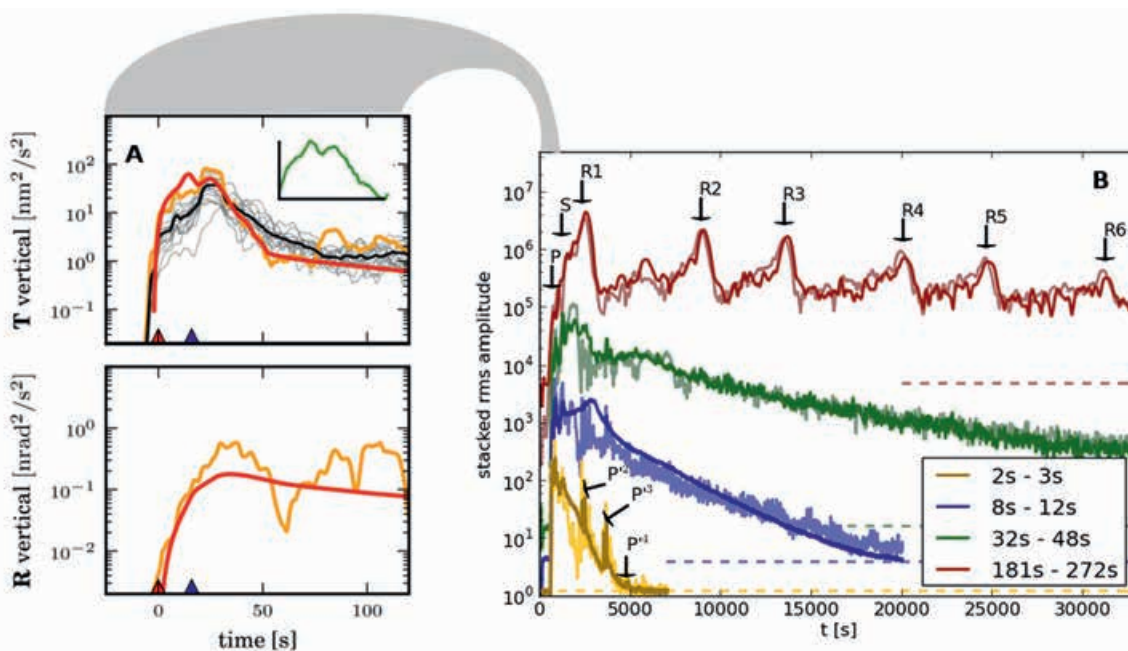 A
T vertical [nm²/s²]
10²
10¹
10⁰
10⁻¹
R vertical [nrad²/s²]
10⁰
10⁻¹
10⁻²
0
50
100
time [s]
B
stacked rms amplitude
10⁷
10⁶
10⁵
10⁴
10³
10²
10¹
10⁰
P
S
R1
R2
R3
R4
R5
R6
P'³
2s - 3s
8s - 12s
32s - 48s
181s - 272s
0
5000
10000
15000
20000
25000
30000
t [s]